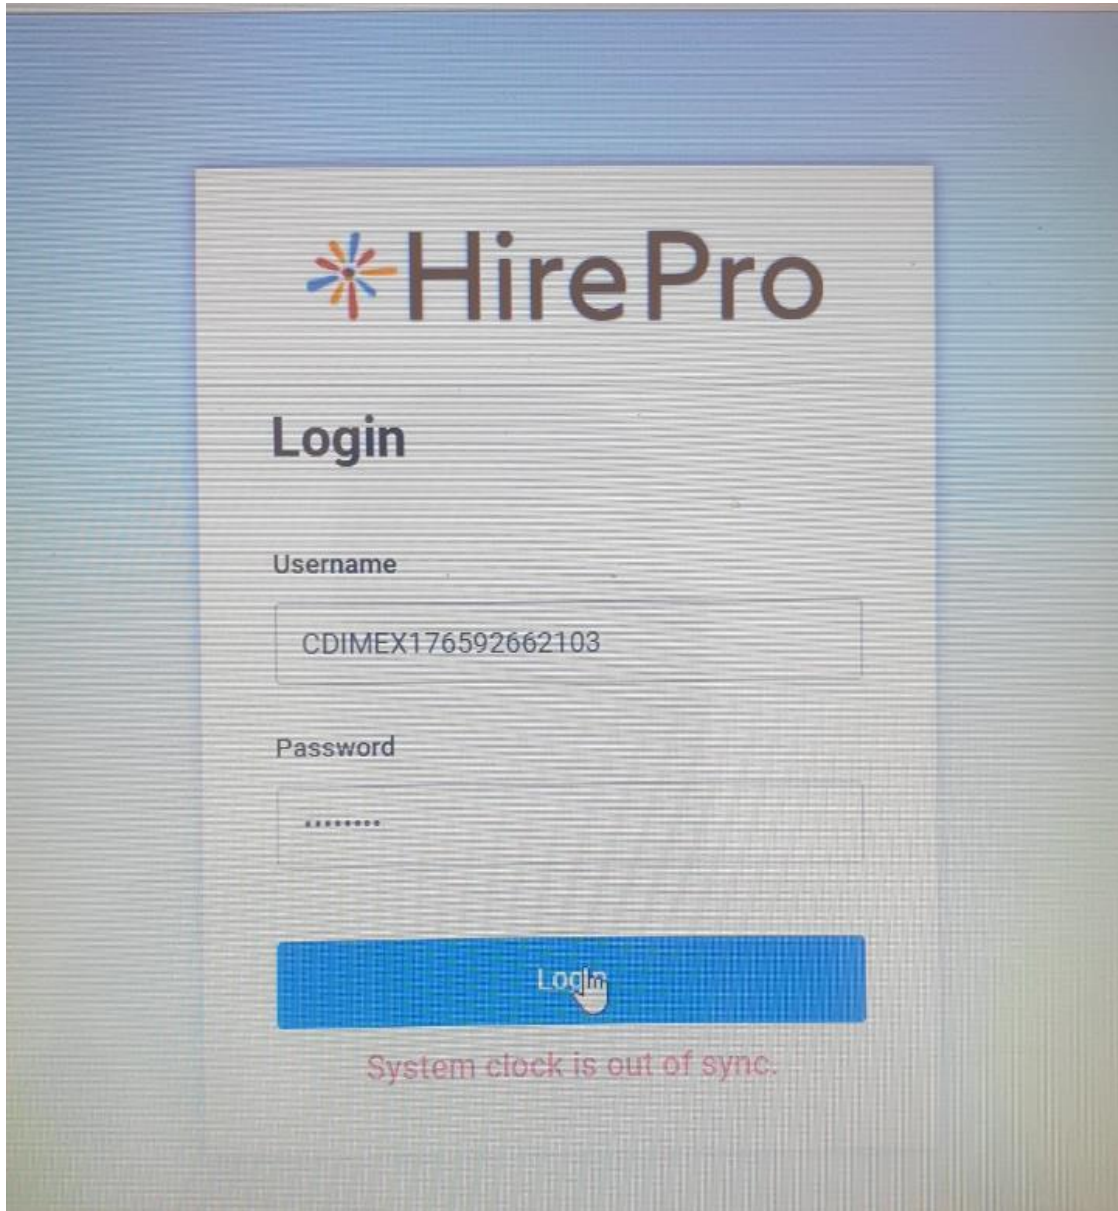 HirePro
Login
Username
CDIMEX176592662103
Password
........
Login
System clock is out of sync.